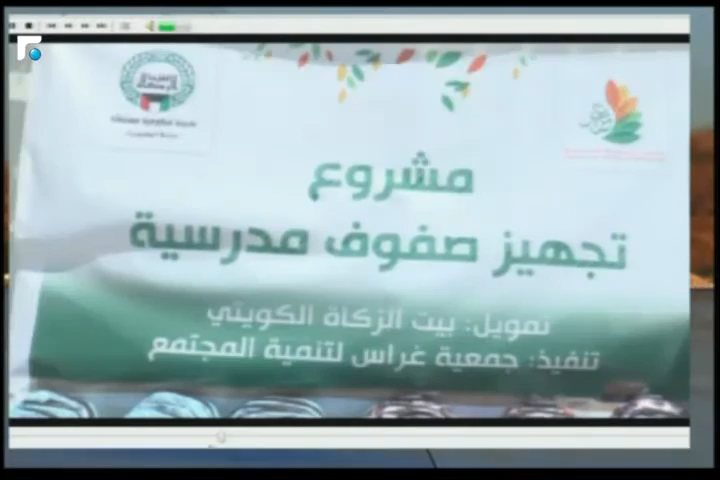 مشروع
تجهيز صفوف مدرسية
تمويل: بيت الزكاة الكويتي
تنفيذ: جمعية غراس لتنمية المجتمع